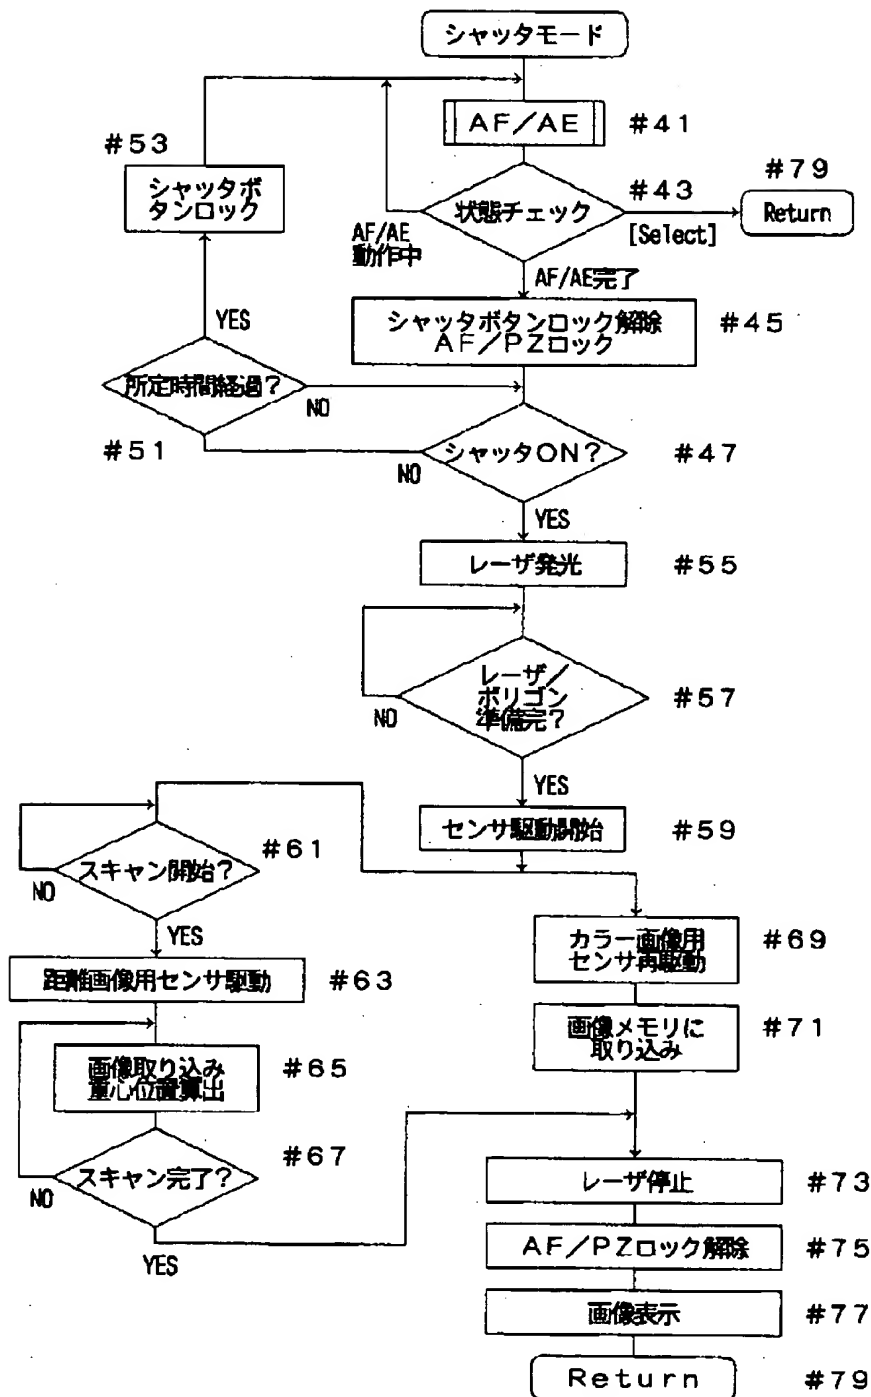 シャッタモード
AF/AE #41
#53
シャッタボ
タンロック
状態チェック #43
#79
Return
[Select]
AF/AE
動作中
AF/AE完了
シャッタボタンロック解除
AF/PZロック
#45
YES
所定時間経過?
NO
#51
シャッタON? #47
NO
YES
レーザ発光 #55
レーザ/
ポリゴン
準備完?
#57
NO
YES
センサ駆動開始 #59
スキャン開始? #61
NO
YES
カラー画像用
センサ再駆動
#69
距離画像用センサ駆動 #63
画像メモリに
取り込み
#71
画像取り込み
重心位置算出
#65
スキャン完了? #67
NO
YES
レーザ停止 #73
AF/PZロック解除 #75
画像表示 #77
Return #79